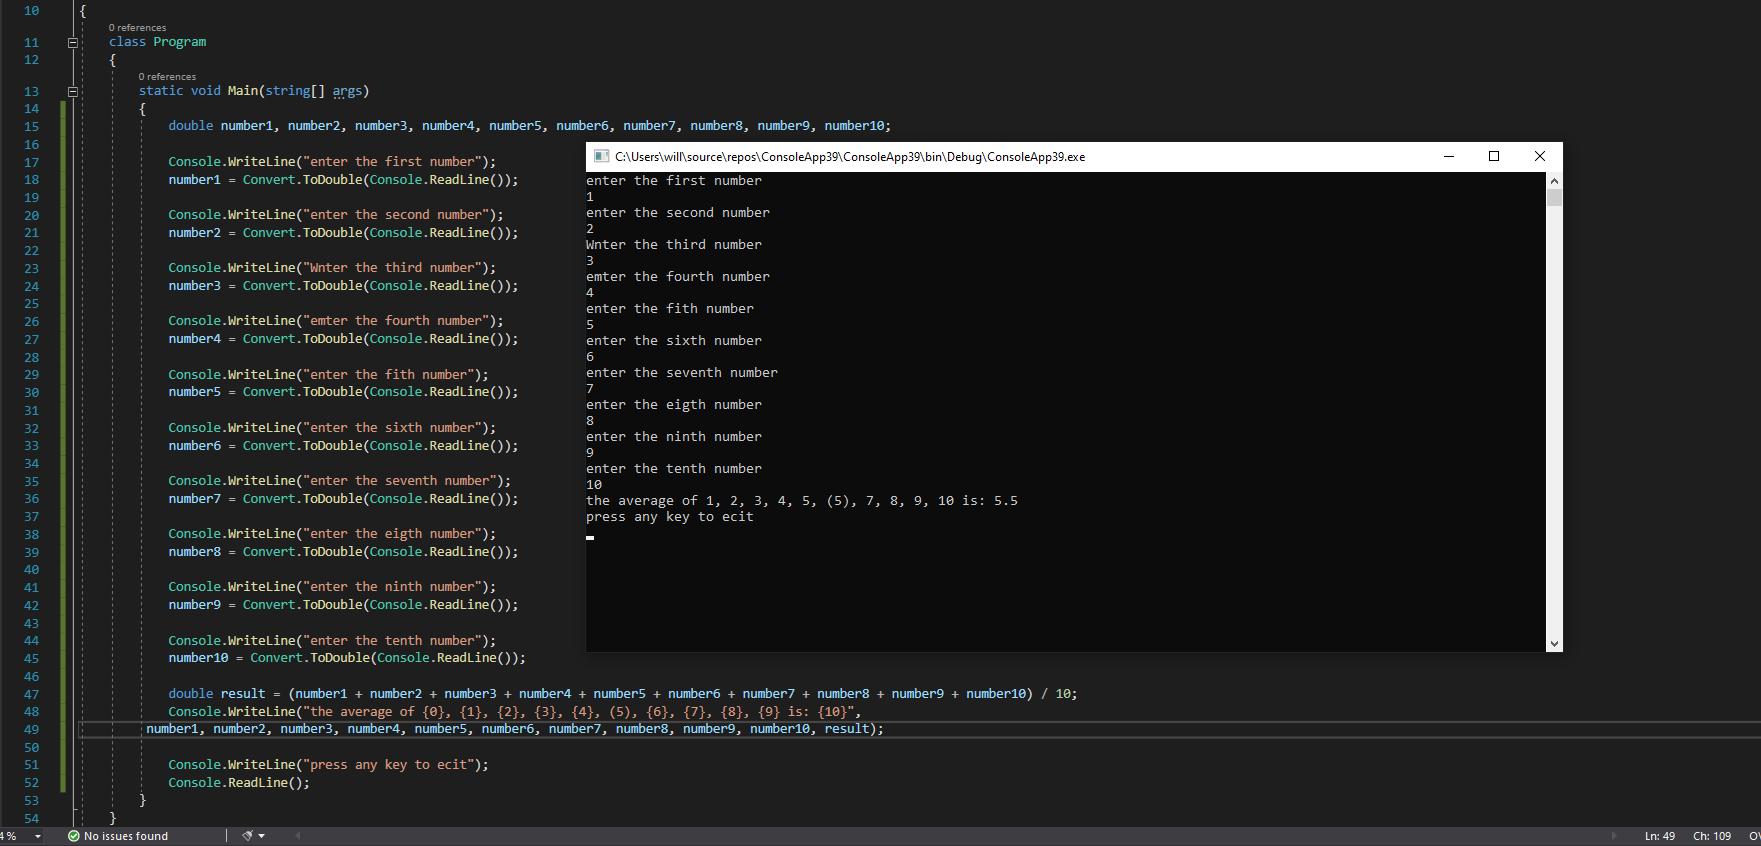 10 {
0 references
11 class Program
12 {
0 references
13 static void Main(string[] args)
14 {
15 double number1, number2, number3, number4, number5, number6, number7, number8, number9, number10;
16
17 Console.WriteLine("enter the first number");
18 number1 = Convert.ToDouble(Console.ReadLine());
19
20 Console.WriteLine("enter the second number");
21 number2 = Convert.ToDouble(Console.ReadLine());
22
23 Console.WriteLine("Wnter the third number");
24 number3 = Convert.ToDouble(Console.ReadLine());
25
26 Console.WriteLine("emter the fourth number");
27 number4 = Convert.ToDouble(Console.ReadLine());
28
29 Console.WriteLine("enter the fith number");
30 number5 = Convert.ToDouble(Console.ReadLine());
31
32 Console.WriteLine("enter the sixth number");
33 number6 = Convert.ToDouble(Console.ReadLine());
34
35 Console.WriteLine("enter the seventh number");
36 number7 = Convert.ToDouble(Console.ReadLine());
37
38 Console.WriteLine("enter the eigth number");
39 number8 = Convert.ToDouble(Console.ReadLine());
40
41 Console.WriteLine("enter the ninth number");
42 number9 = Convert.ToDouble(Console.ReadLine());
43
44 Console.WriteLine("enter the tenth number");
45 number10 = Convert.ToDouble(Console.ReadLine());
46
47 double result = (number1 + number2 + number3 + number4 + number5 + number6 + number7 + number8 + number9 + number10) / 10;
48 Console.WriteLine("the average of {0}, {1}, {2}, {3}, {4}, (5), {6}, {7}, {8}, {9} is: {10}",
49 number1, number2, number3, number4, number5, number6, number7, number8, number9, number10, result);
50
51 Console.WriteLine("press any key to ecit");
52 Console.ReadLine();
53 }
54 }
C:\Users\will\source\repos\ConsoleApp39\ConsoleApp39\bin\Debug\ConsoleApp39.exe
enter the first number
1
enter the second number
2
Wnter the third number
3
emter the fourth number
4
enter the fith number
5
enter the sixth number
6
enter the seventh number
7
enter the eigth number
8
enter the ninth number
9
enter the tenth number
10
the average of 1, 2, 3, 4, 5, (5), 7, 8, 9, 10 is: 5.5
press any key to ecit
4 % No issues found Ln: 49 Ch: 109